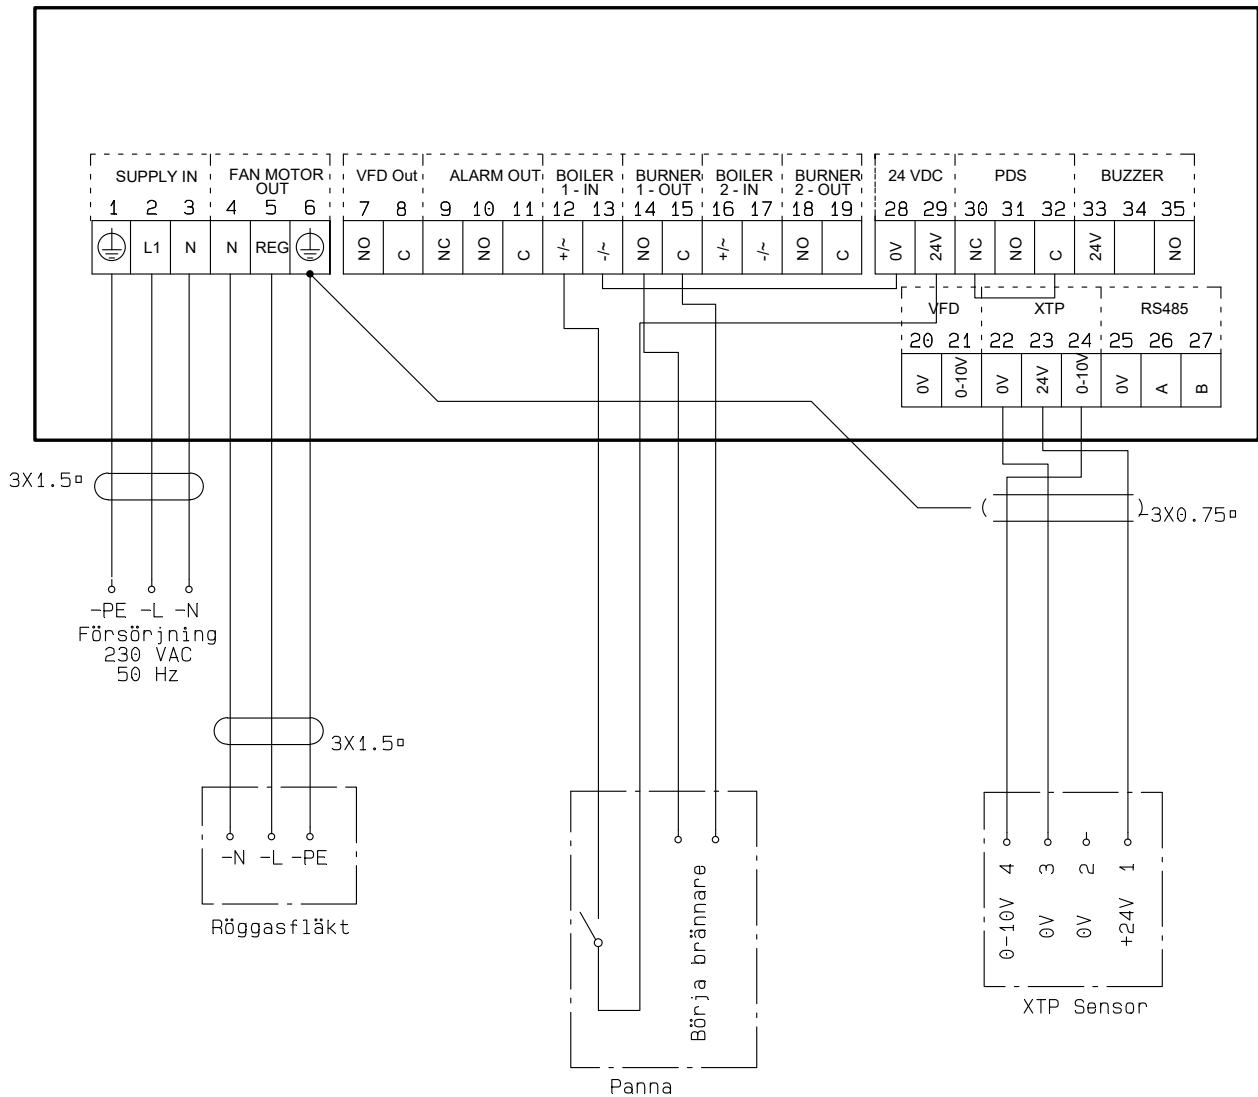 SUPPLY IN FAN MOTOR VFD Out ALARM OUT BOILER BURNER BOILER BURNER 24 VDC PDS BUZZER
OUT 1 - IN 1 - OUT 2 - IN 2 - OUT
1 2 3 4 5 6 7 8 9 10 11 12 13 14 15 16 17 18 19 28 29 30 31 32 33 34 35
L1 N N REG NO C NC NO C +/~ -/~ NO C +/~ -/~ NO C 0V 24V NC NO C 24V NO
VFD XTP RS485
20 21 22 23 24 25 26 27
0V 0-10V 0V 24V 0-10V 0V A B
3X1.5▫
-3X0.75▫
-PE -L -N
Försörjning
230 VAC
50 Hz
3X1.5▫
-N -L -PE
Röggasfläkt
Börja brännare
Panna
4 3 2 1
0-10V 0V 0V +24V
XTP Sensor